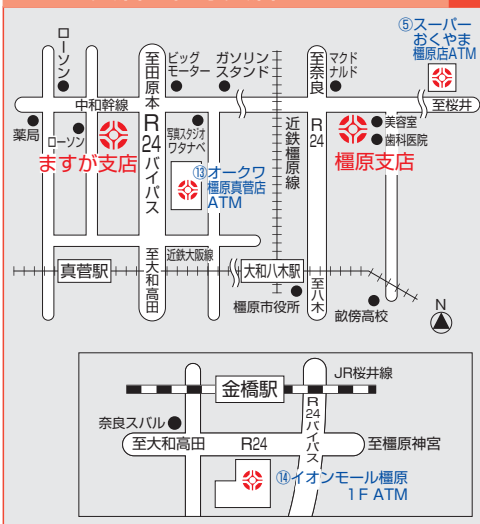 ⑤スーパー
おくやま
橿原店ATM
ローソン
至田原本
ビッグ
モーター
ガソリン
スタンド
至奈良
マクド
ナルド
中和幹線
至桜井
薬局
ローソン
ますが支店
R24バイパス
写真スタジオ
ワタナベ
近鉄橿原線
R24
橿原支店
美容室
歯科医院
⑬オークワ
橿原真菅店
ATM
至大和高田
近鉄大阪線
真菅駅
大和八木駅
橿原市役所
至八木
畝傍高校
N
金橋駅
JR桜井線
奈良スバル
R24バイパス
至大和高田
R24
至橿原神宮
⑭イオンモール橿原
1F ATM